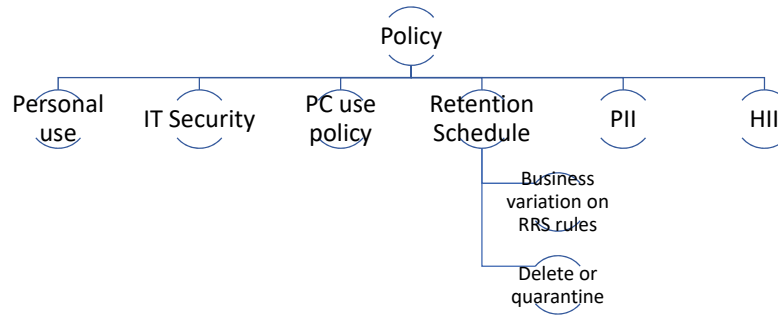 Policy
Personal
use
IT Security
PC use
policy
Retention
Schedule
PII
HII
Business
variation on
RRS rules
Delete or
quarantine